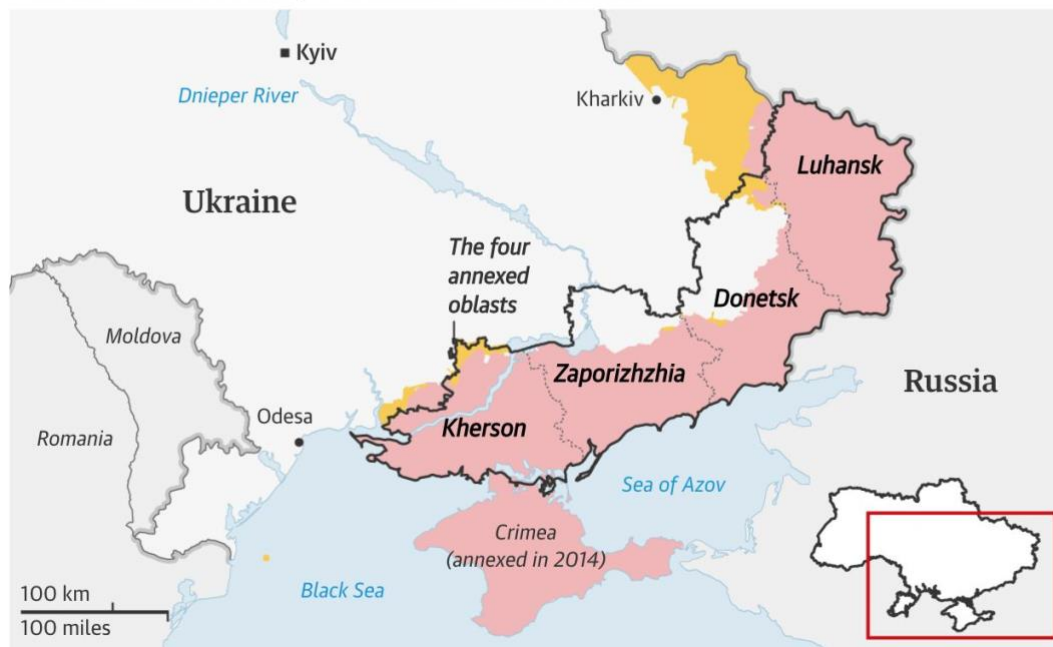 Kyiv
Dnieper River
Kharkiv
Luhansk
Ukraine
The four
annexed
oblasts
Donetsk
Moldova
Zaporizhzhia
Russia
Odesa
Kherson
Romania
Sea of Azov
Crimea
(annexed in 2014)
Black Sea
100 km
100 miles